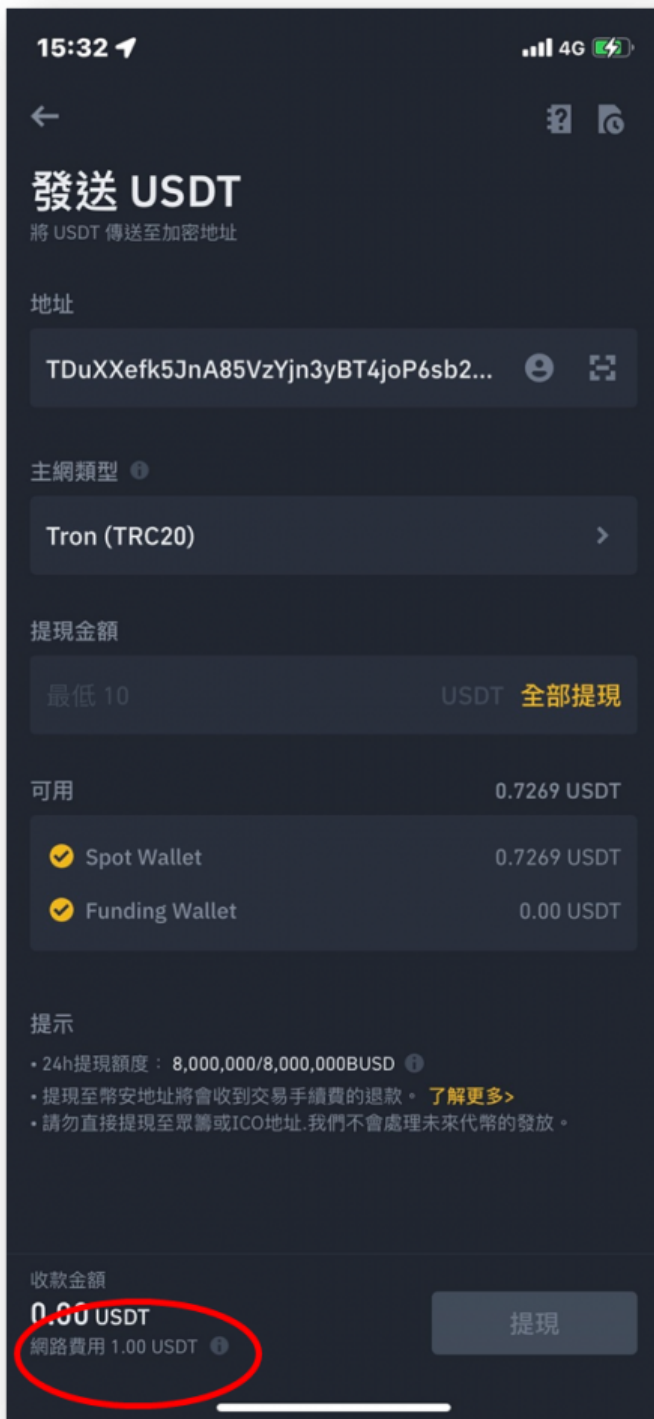 15:32
4G
發送 USDT
將 USDT 傳送至加密地址
地址
TDuXXefk5JnA85VzYjn3yBT4joP6sb2...
主網類型
Tron (TRC20)
提現金額
最低 10 USDT 全部提現
可用 0.7269 USDT
Spot Wallet 0.7269 USDT
Funding Wallet 0.00 USDT
提示
• 24h提現額度： 8,000,000/8,000,000BUSD
• 提現至幣安地址將會收到交易手續費的退款。 了解更多>
• 請勿直接提現至眾籌或ICO地址.我們不會處理未來代幣的發放。
收款金額
0.00 USDT
網路費用 1.00 USDT
提現